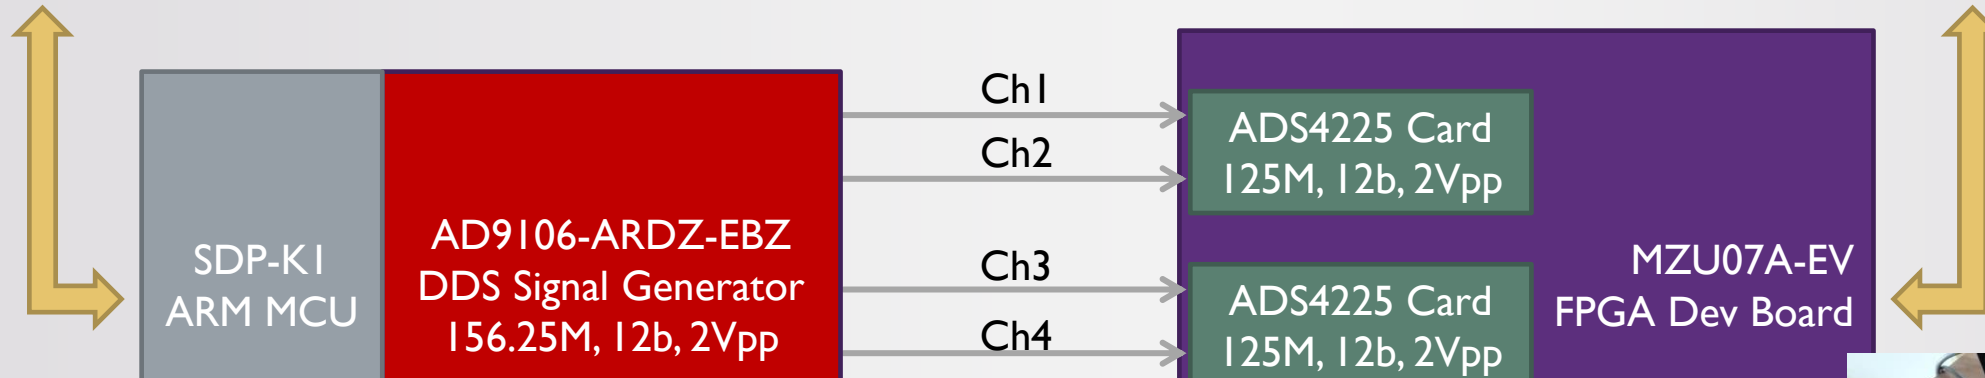 SDP-K1
ARM MCU
AD9106-ARDZ-EBZ
DDS Signal Generator
156.25M, 12b, 2Vpp
Ch1
Ch2
Ch3
Ch4
ADS4225 Card
125M, 12b, 2Vpp
ADS4225 Card
125M, 12b, 2Vpp
MZU07A-EV
FPGA Dev Board